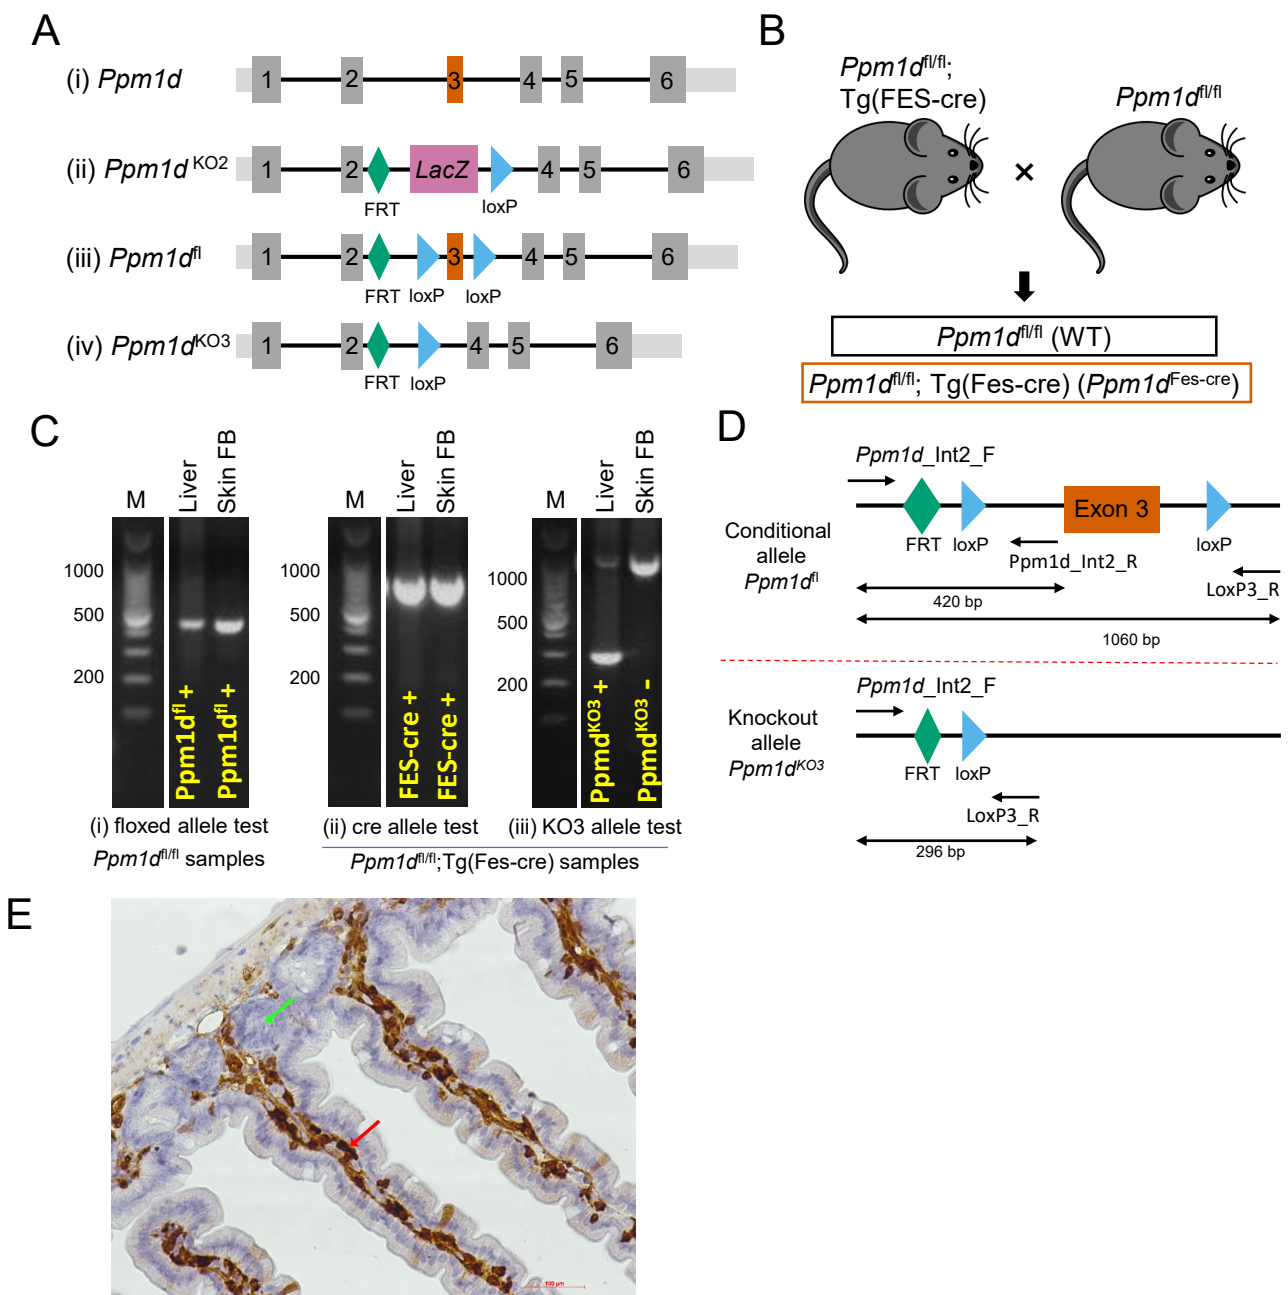 A
(i) Ppm1d
1 2 3 4 5 6
(ii) Ppm1d KO2
1 2 LacZ 4 5 6
FRT loxP
(iii) Ppm1dfl
1 2 3 4 5 6
FRT loxP loxP
(iv) Ppm1dKO3
1 2 4 5 6
FRT loxP
B
Ppm1dfl/fl;
Tg(FES-cre)
Ppm1dfl/fl
×
Ppm1dfl/fl (WT)
Ppm1dfl/fl; Tg(Fes-cre) (Ppm1dFes-cre)
C
M Liver Skin FB
1000
500
200
Ppm1dfl +
Ppm1dfl +
(i) floxed allele test
Ppm1dfl/fl samples
M Liver Skin FB
1000
500
200
FES-cre +
FES-cre +
(ii) cre allele test
M Liver Skin FB
1000
500
200
PpmdKO3 +
PpmdKO3 -
(iii) KO3 allele test
Ppm1dfl/fl;Tg(Fes-cre) samples
D
Ppm1d_Int2_F
Conditional
allele
Ppm1dfl
Exon 3
FRT loxP loxP
Ppm1d_Int2_R
LoxP3_R
420 bp
1060 bp
Ppm1d_Int2_F
Knockout
allele
Ppm1dKO3
FRT loxP
LoxP3_R
296 bp
E
100 µm